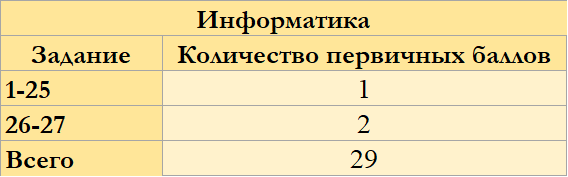 Информатика
Задание Количество первичных баллов
1-25 1
26-27 2
Всего 29